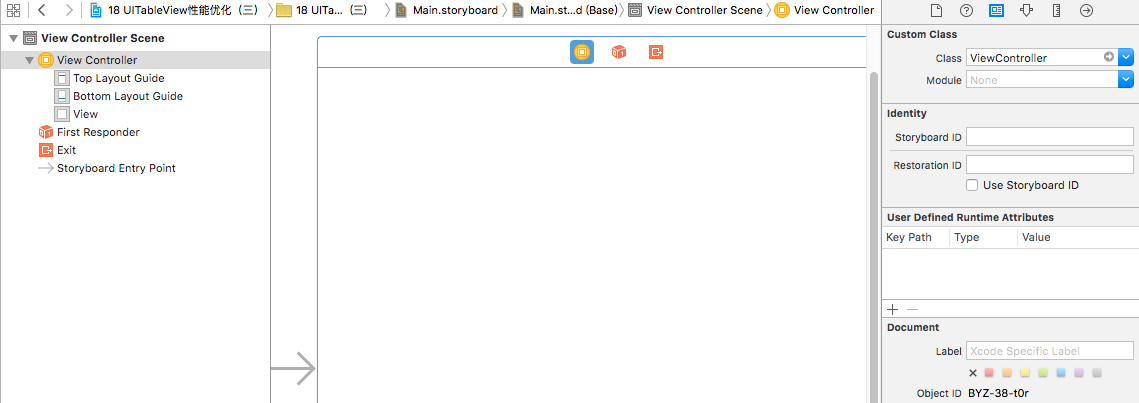 18 UITableView性能优化（三） 18 UITa...（三） Main.storyboard Main.st...d (Base) View Controller Scene View Controller
View Controller Scene
View Controller
Top Layout Guide
Bottom Layout Guide
View
First Responder
Exit
Storyboard Entry Point
Custom Class
Class ViewController
Module None
Identity
Storyboard ID
Restoration ID
Use Storyboard ID
User Defined Runtime Attributes
Key Path Type Value
Document
Label Xcode Specific Label
Object ID BYZ-38-t0r